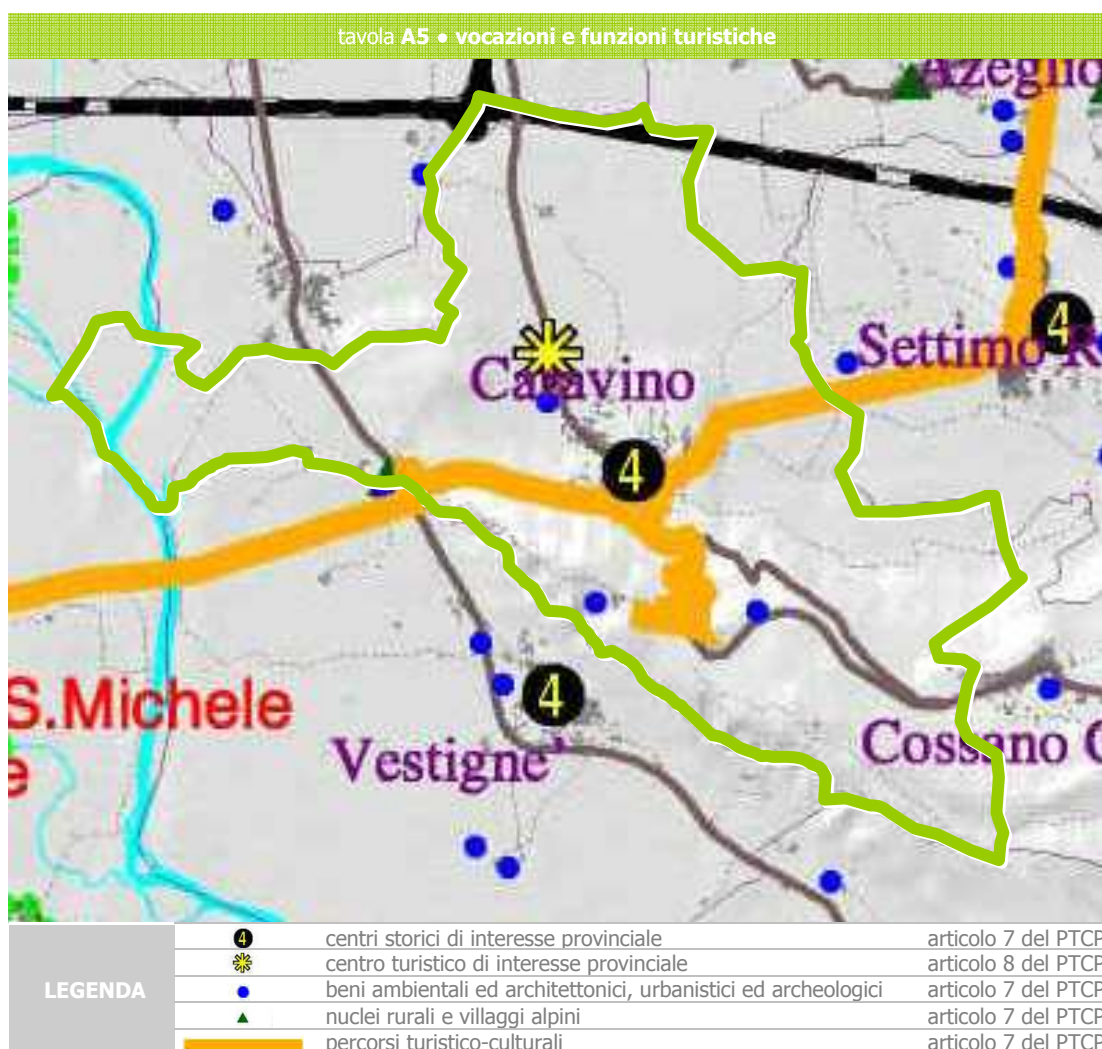 tavola A5 • vocazioni e funzioni turistiche
Azeglio
4
Settimo R
Caravino
4
S.Michele
e
4
Vestigne'
Cossano C
LEGENDA
4 centri storici di interesse provinciale articolo 7 del PTCP
centro turistico di interesse provinciale articolo 8 del PTCP
beni ambientali ed architettonici, urbanistici ed archeologici articolo 7 del PTCP
nuclei rurali e villaggi alpini articolo 7 del PTCP
percorsi turistico-culturali articolo 7 del PTCP